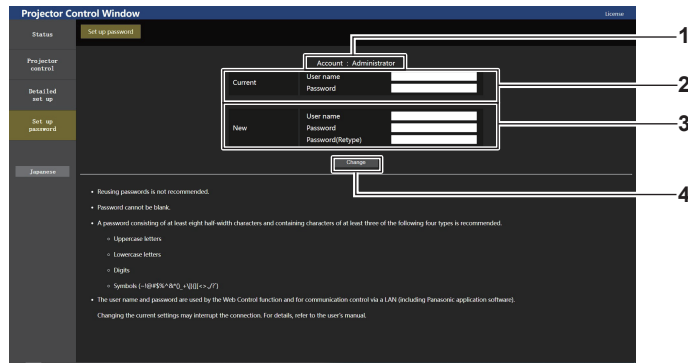 Projector Control Window
License
Status
Set up password
1
Projector
control
Account : Administrator
Current
User name
Password
2
Detailed
set up
New
User name
Password
Password(Retype)
3
Set up
password
Change
Japanese
4
• Reusing passwords is not recommended.
• Password cannot be blank.
• A password consisting of at least eight half-width characters and containing characters of at least three of the following four types is recommended.
◦ Uppercase letters
◦ Lowercase letters
◦ Digits
• The user name and password are used by the Web Control function and for communication control via a LAN (including Panasonic application software).
Changing the current settings may interrupt the connection. For details, refer to the user's manual.